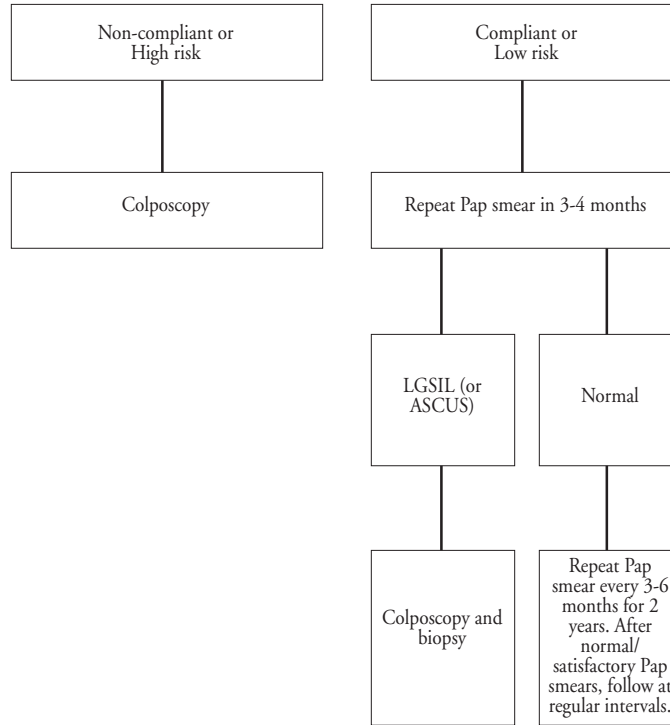 Non-compliant or
High risk
Compliant or
Low risk
Colposcopy
Repeat Pap smear in 3-4 months
LGSIL (or
ASCUS)
Normal
Colposcopy and
biopsy
Repeat Pap
smear every 3-6
months for 2
years. After
normal/
satisfactory Pap
smears, follow at
regular intervals.